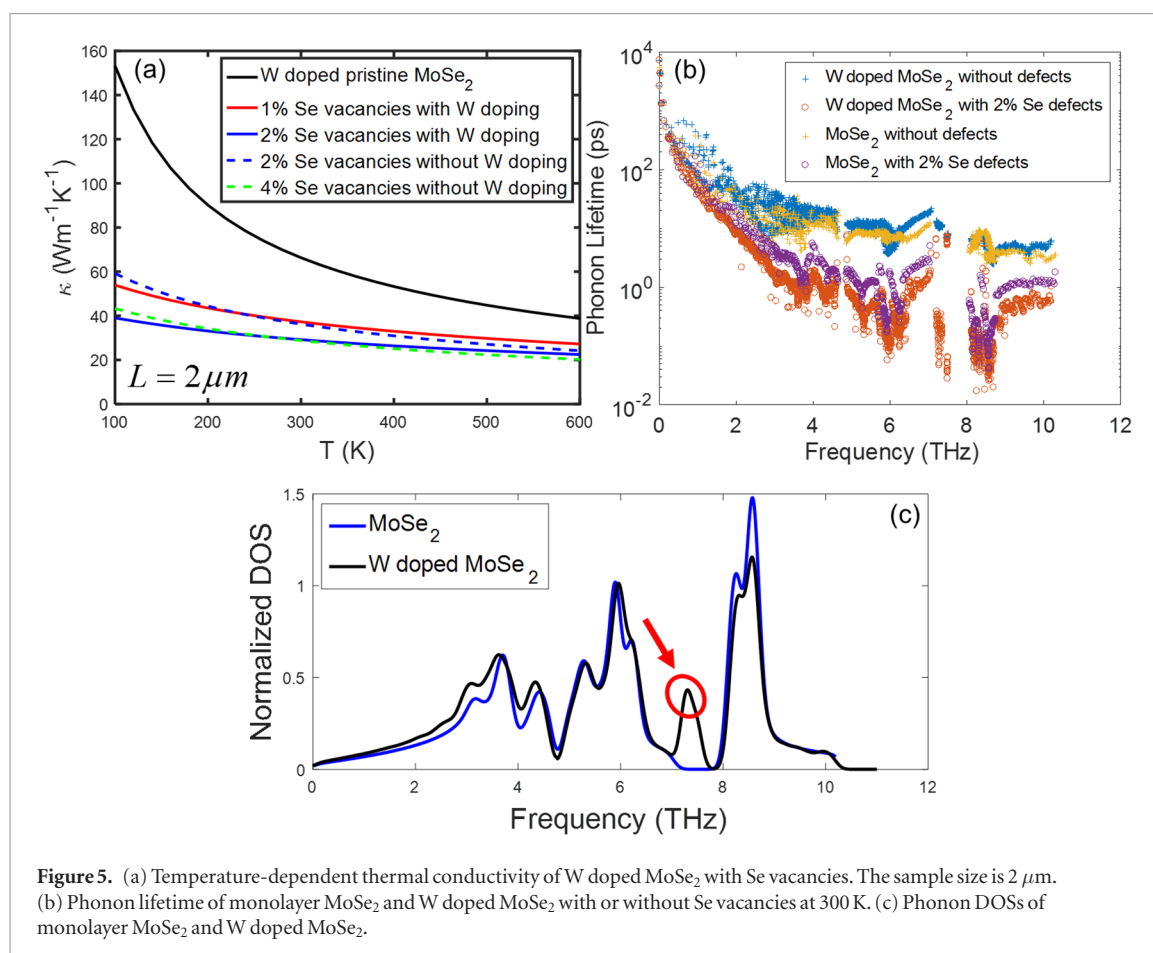 (a)
κ (Wm⁻¹K⁻¹)
160
140
120
100
80
60
40
20
0
W doped pristine MoSe₂
1% Se vacancies with W doping
2% Se vacancies with W doping
2% Se vacancies without W doping
4% Se vacancies without W doping
L = 2μm
100 200 300 400 500 600
T (K)
(b)
Phonon Lifetime (ps)
10⁴
10²
10⁰
10⁻²
W doped MoSe₂ without defects
W doped MoSe₂ with 2% Se defects
MoSe₂ without defects
MoSe₂ with 2% Se defects
0 2 4 6 8 10 12
Frequency (THz)
(c)
Normalized DOS
1.5
1
0.5
0
MoSe₂
W doped MoSe₂
0 2 4 6 8 10 12
Frequency (THz)
Figure 5. (a) Temperature-dependent thermal conductivity of W doped MoSe₂ with Se vacancies. The sample size is 2 μm.
(b) Phonon lifetime of monolayer MoSe₂ and W doped MoSe₂ with or without Se vacancies at 300 K. (c) Phonon DOSs of
monolayer MoSe₂ and W doped MoSe₂.